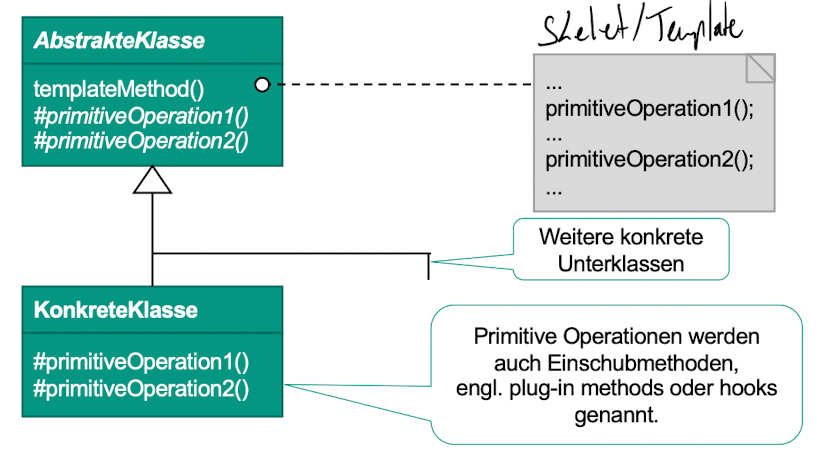 Skelet/Template
AbstrakteKlasse
templateMethod()
#primitiveOperation1()
#primitiveOperation2()
...
primitiveOperation1();
...
primitiveOperation2();
...
Weitere konkrete
Unterklassen
KonkreteKlasse
#primitiveOperation1()
#primitiveOperation2()
Primitive Operationen werden
auch Einschubmethoden,
engl. plug-in methods oder hooks
genannt.